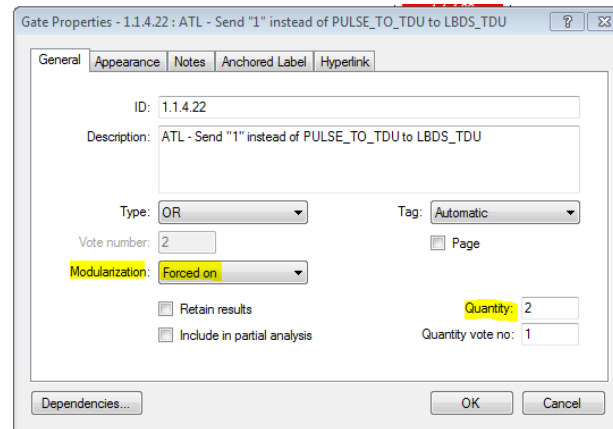 Gate Properties - 1.1.4.22 : ATL - Send "1" instead of PULSE_TO_TDU to LBDS_TDU
General Appearance Notes Anchored Label Hyperlink
ID: 1.1.4.22
Description: ATL - Send "1" instead of PULSE_TO_TDU to LBDS_TDU
Type: OR Tag: Automatic
Vote number: 2 Page
Modularization: Forced on
Retain results Quantity: 2
Include in partial analysis Quantity vote no: 1
Dependencies... OK Cancel